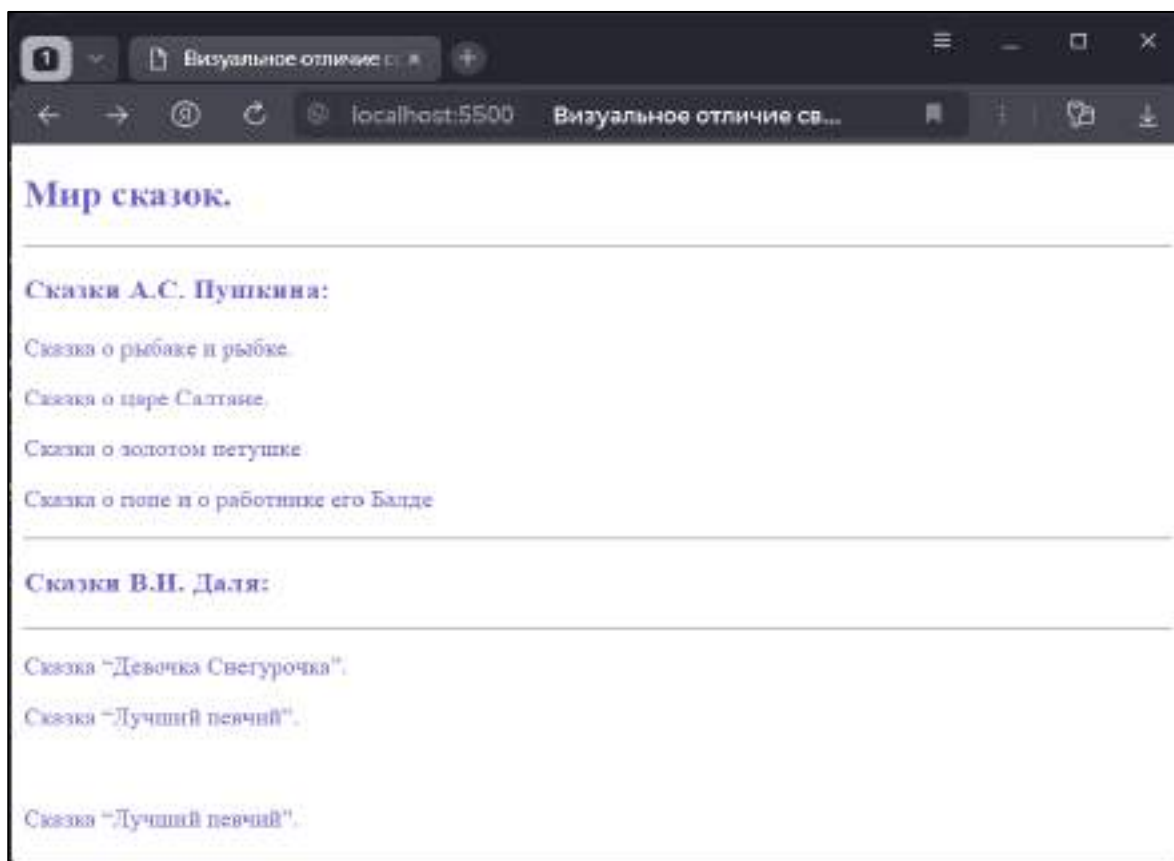 1
Визуальное отличие
localhost:5500 Визуальное отличие св...
Мир сказок.
Сказки А.С. Пушкина:
Сказка о рыбаке и рыбке.
Сказка о царе Салтане.
Сказка о золотом петушке
Сказка о попе и о работнике его Балде
Сказки В.И. Даля:
Сказка “Девочка Снегурочка”.
Сказка “Лучший певчий”.
Сказка “Лучший певчий”.